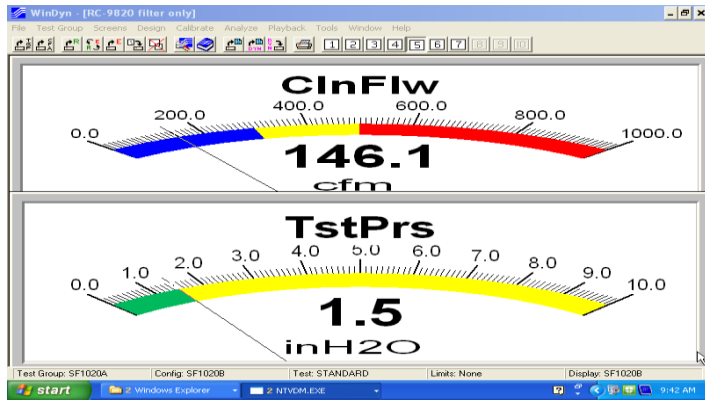 WinDyn - [RC-9820 filter only]
File Test Group Screens Design Calibrate Analyze Playback Tools Window Help
1 2 3 4 5 6 7 8 9 10
ClnFlw
0.0 200.0 400.0 600.0 800.0 1000.0
146.1
cfm
TstPrs
0.0 1.0 2.0 3.0 4.0 5.0 6.0 7.0 8.0 9.0 10.0
1.5
inH2O
Test Group: SF1020A Config: SF1020B Test: STANDARD Limits: None Display: SF1020B
start 2 Windows Explorer 2 NTVDM.EXE 9:42 AM